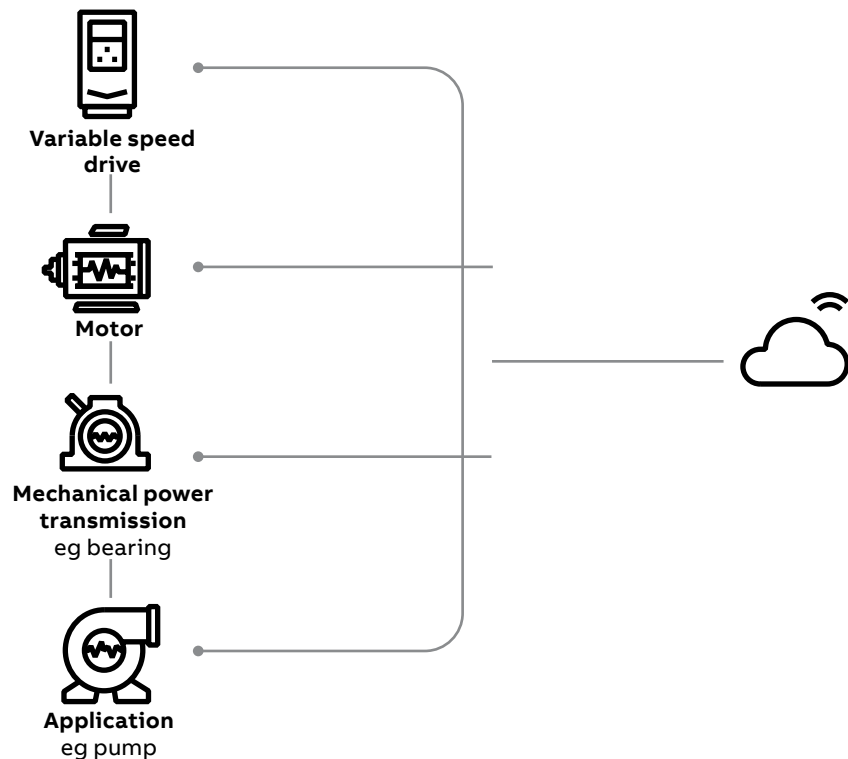 Variable speed
drive
Motor
Mechanical power
transmission
eg bearing
Application
eg pump